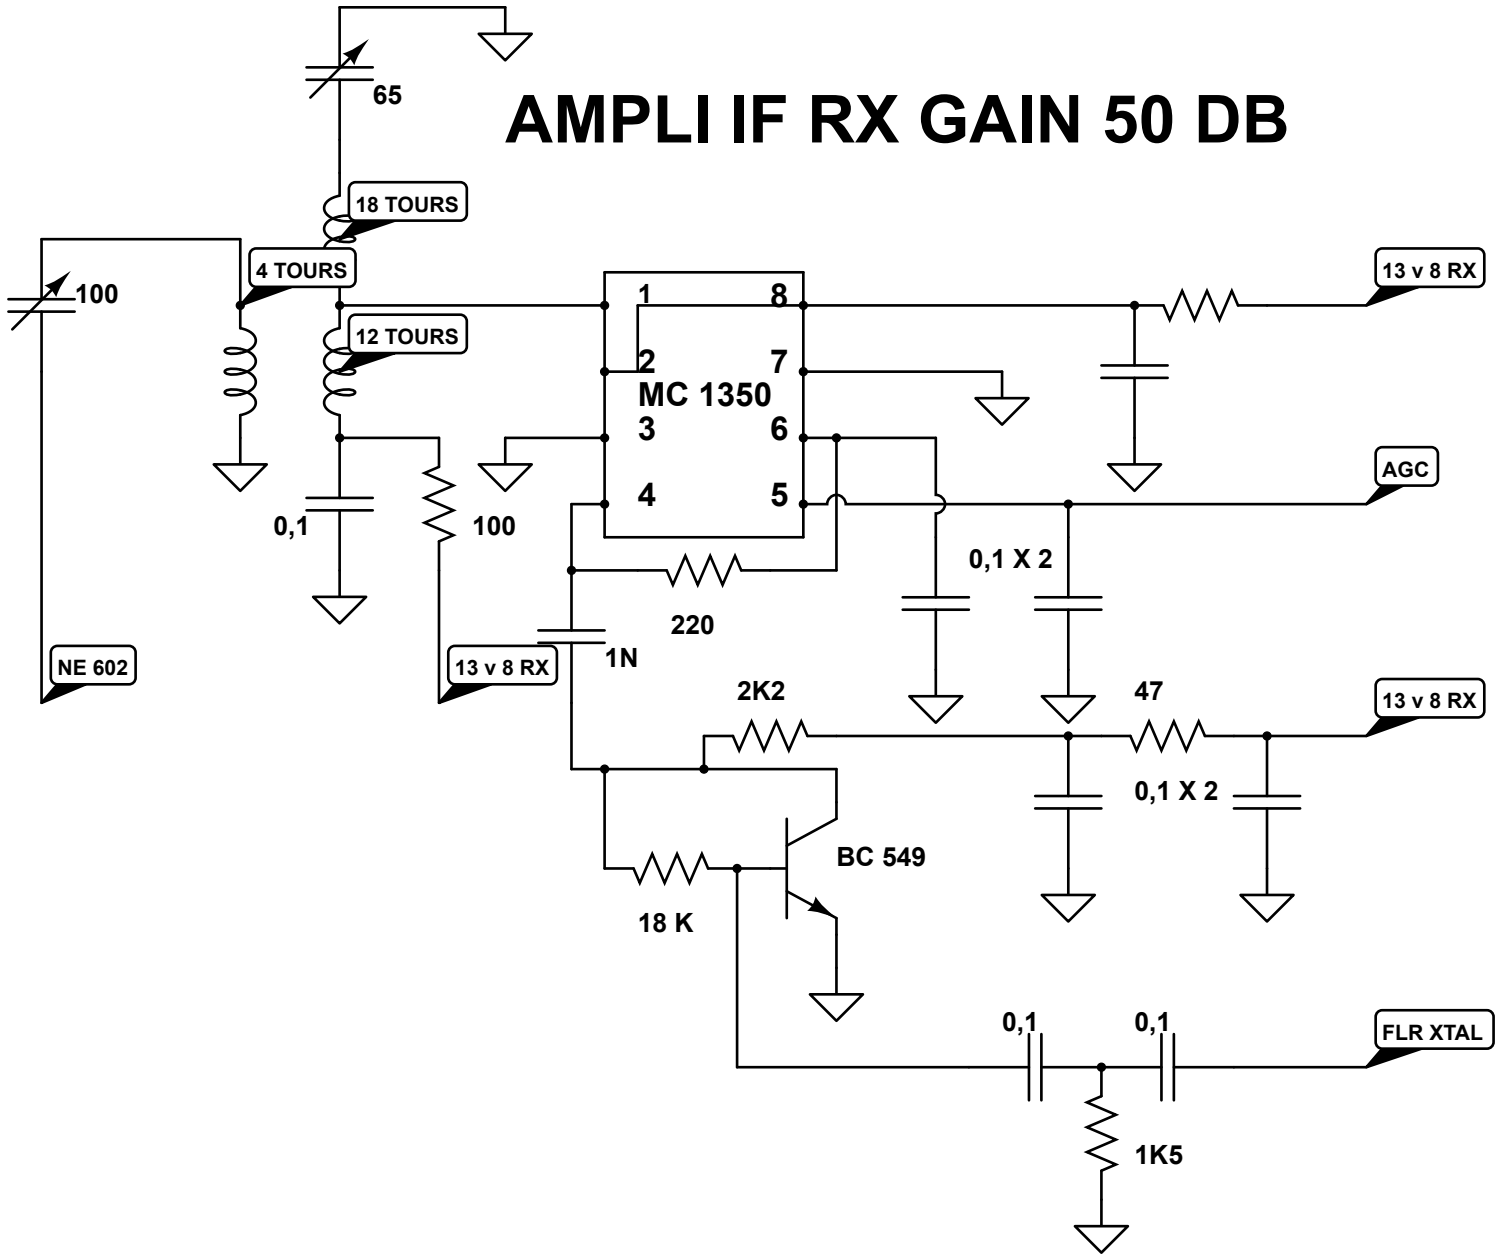 65
AMPLI IF RX GAIN 50 DB
18 TOURS
4 TOURS
100
12 TOURS
13 v 8 RX
1
8
2
7
MC 1350
3
6
4
5
AGC
0,1
100
0,1 X 2
220
1N
NE 602
13 v 8 RX
2K2
47
13 v 8 RX
0,1 X 2
BC 549
18 K
0,1
0,1
FLR XTAL
1K5